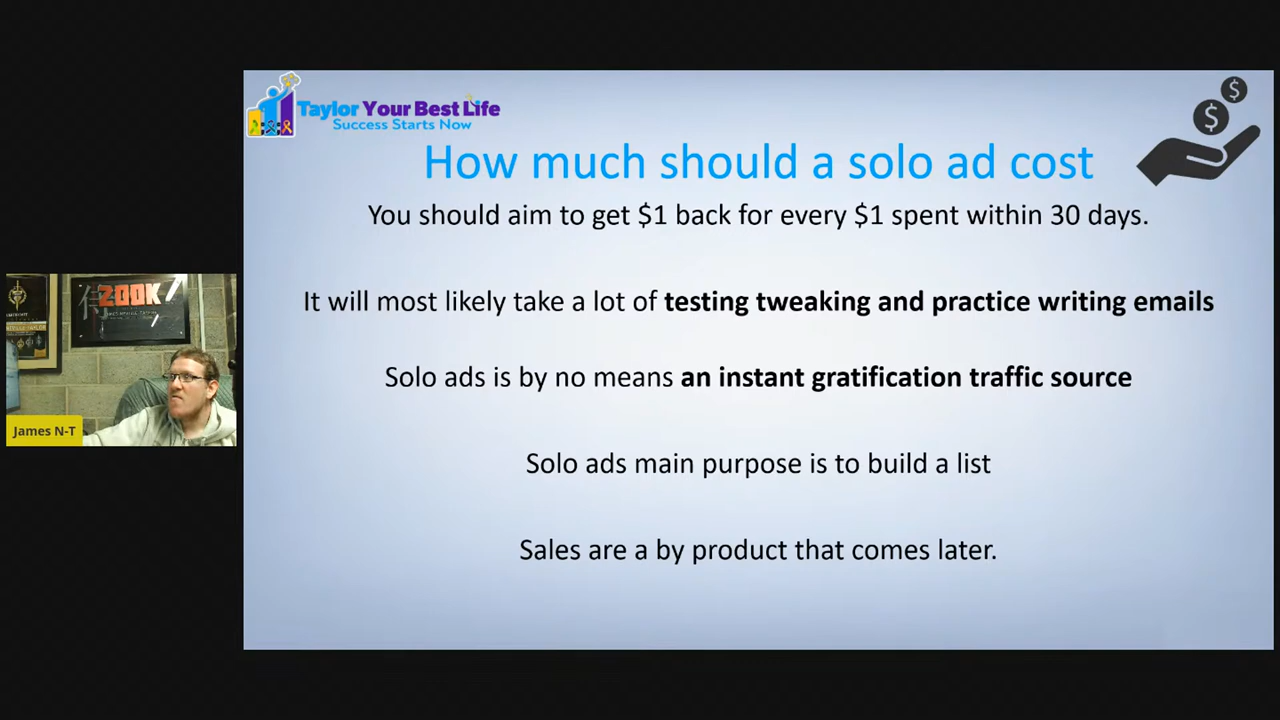 Taylor Your Best Life
Success Starts Now
How much should a solo ad cost
You should aim to get $1 back for every $1 spent within 30 days.
It will most likely take a lot of testing tweaking and practice writing emails
Solo ads is by no means an instant gratification traffic source
Solo ads main purpose is to build a list
Sales are a by product that comes later.
$
$
200K
James N-T